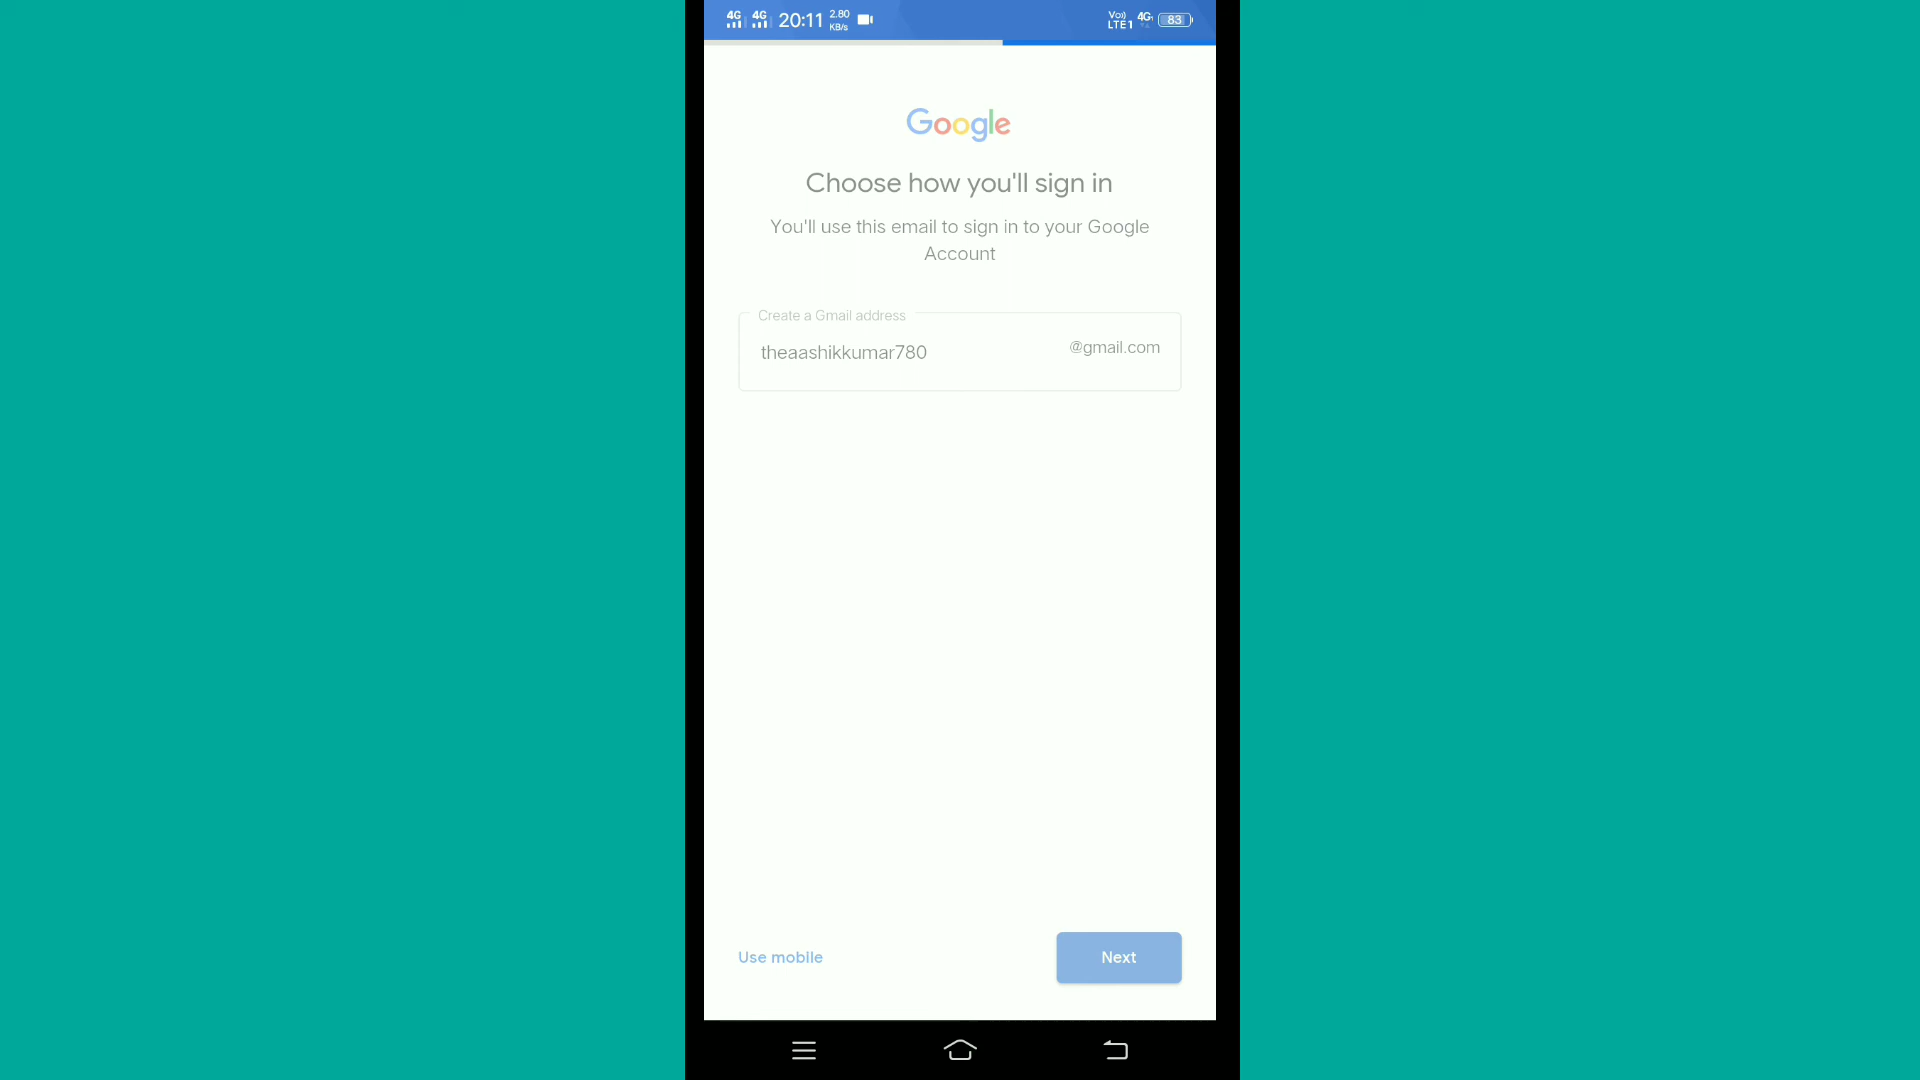 4G 4G 20:11 2.80 KB/s Vo) LTE 1 4G 83
Google
Choose how you'll sign in
You'll use this email to sign in to your Google
Account
Create a Gmail address
theaashikkumar780 @gmail.com
Use mobile Next